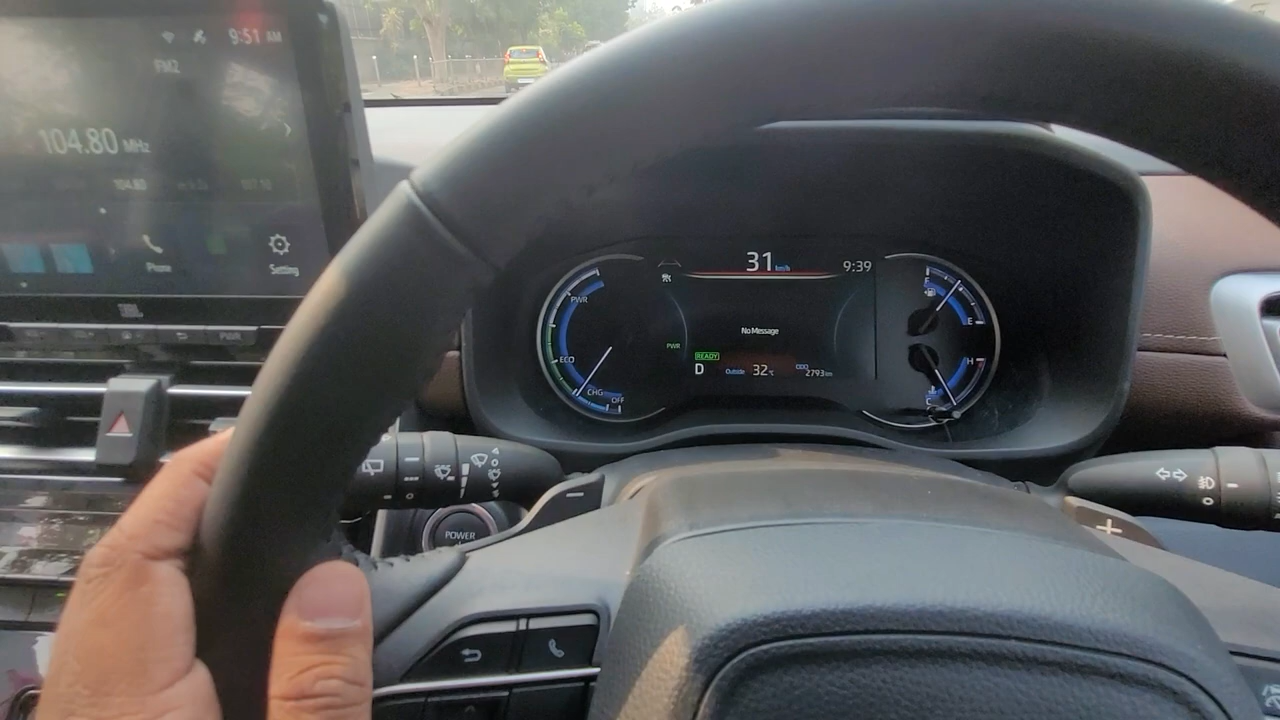 9:51 AM
FM2
104.80 MHz
104.80
Phone
Setting
JBL
PWR
31 km/h
9:39
PWR
ECO
CHG
OFF
No Message
PWR
READY
D
Outside 32°C
ODO 2793 km
F
E
H
C
POWER